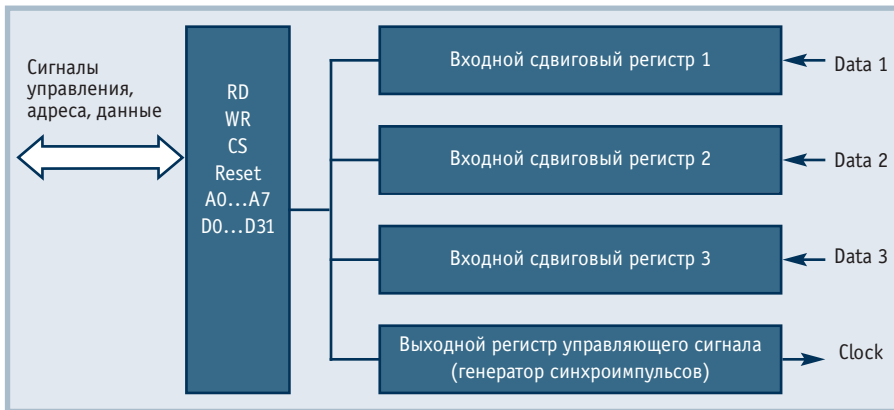 Сигналы
управления,
адреса, данные
RD
WR
CS
Reset
A0...A7
D0...D31
Входной сдвиговый регистр 1
Data 1
Входной сдвиговый регистр 2
Data 2
Входной сдвиговый регистр 3
Data 3
Выходной регистр управляющего сигнала
(генератор синхроимпульсов)
Clock